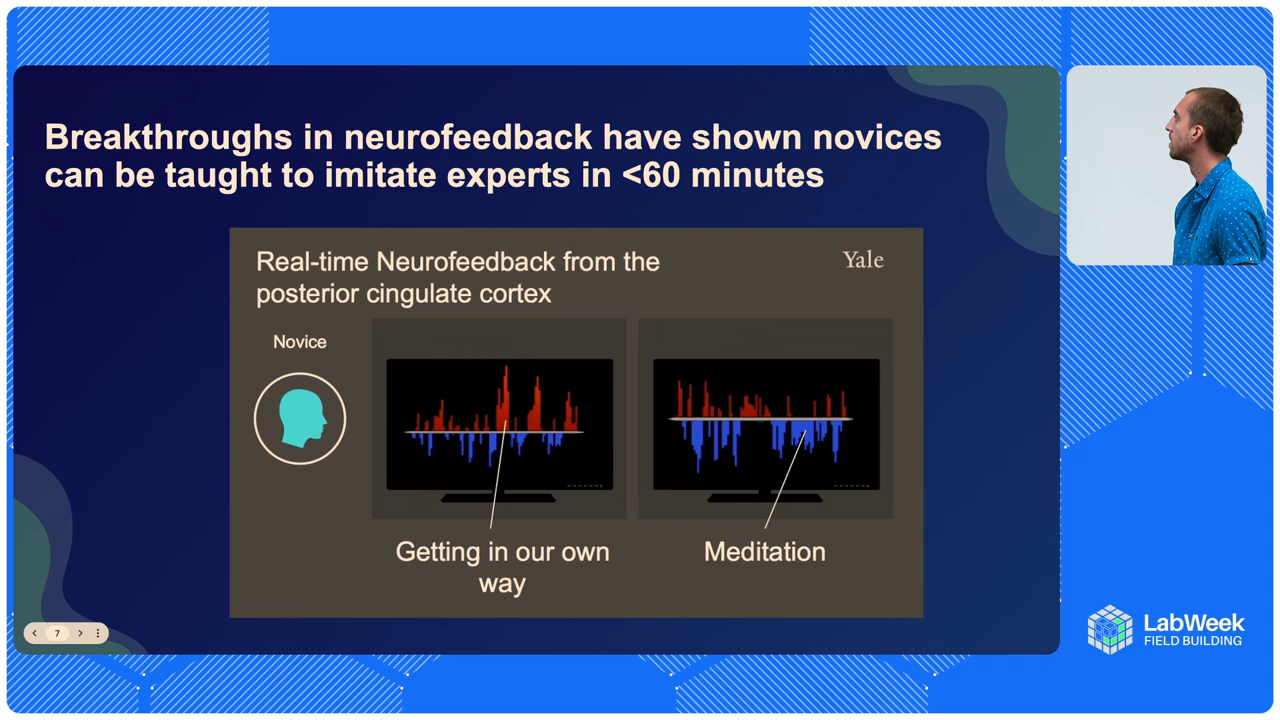 Breakthroughs in neurofeedback have shown novices
can be taught to imitate experts in <60 minutes
Real-time Neurofeedback from the
posterior cingulate cortex
Yale
Novice
Getting in our own
way
Meditation
7
LabWeek
FIELD BUILDING